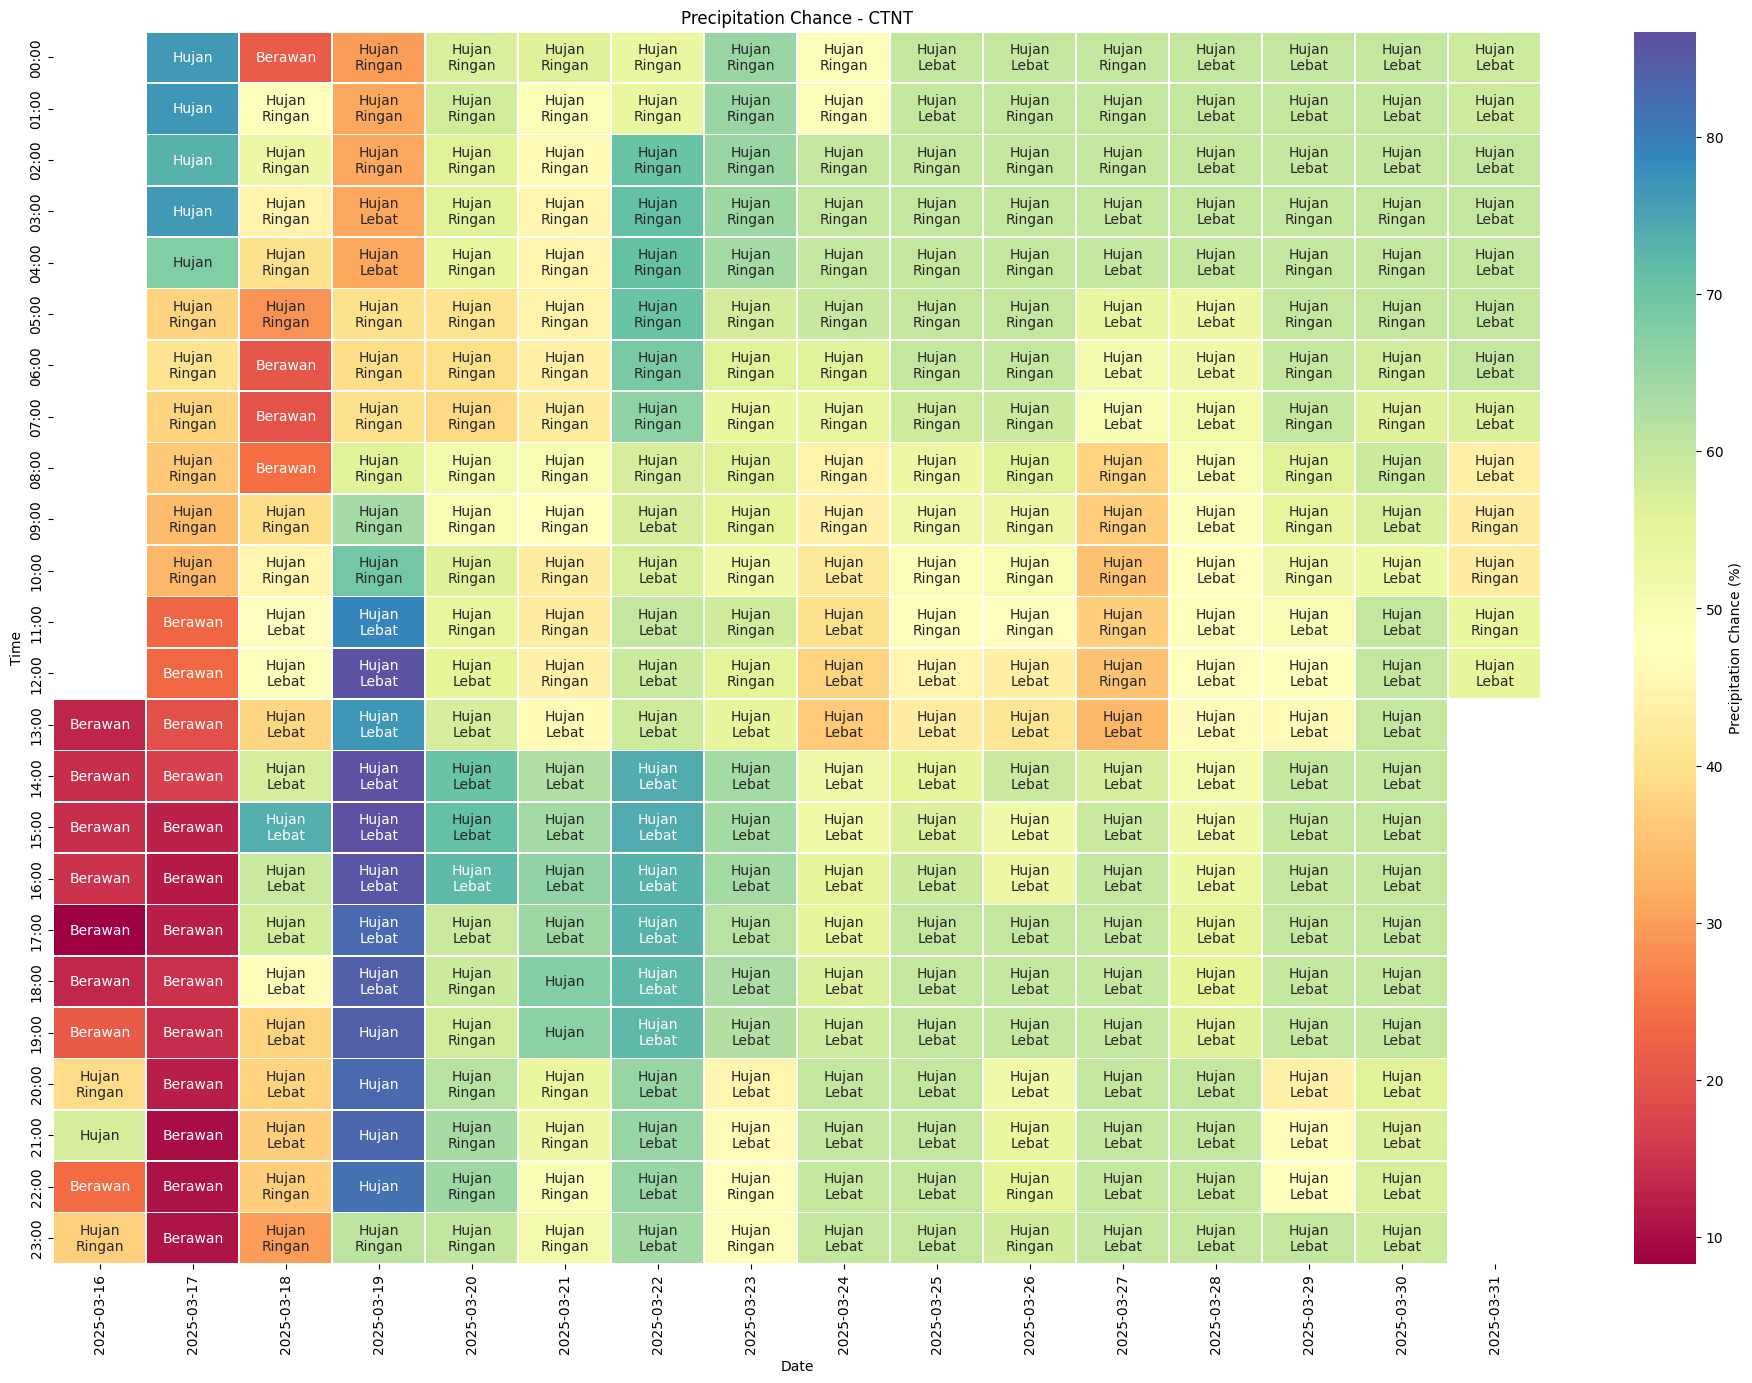 Precipitation Chance - CTNT
00:00 Hujan Berawan Hujan Ringan Hujan Ringan Hujan Ringan Hujan Ringan Hujan Ringan Hujan Ringan Hujan Lebat Hujan Lebat Hujan Ringan Hujan Lebat Hujan Lebat Hujan Lebat Hujan Lebat
01:00 Hujan Hujan Ringan Hujan Ringan Hujan Ringan Hujan Ringan Hujan Ringan Hujan Ringan Hujan Ringan Hujan Lebat Hujan Ringan Hujan Ringan Hujan Lebat Hujan Lebat Hujan Lebat Hujan Lebat
02:00 Hujan Hujan Ringan Hujan Ringan Hujan Ringan Hujan Ringan Hujan Ringan Hujan Ringan Hujan Ringan Hujan Ringan Hujan Ringan Hujan Ringan Hujan Lebat Hujan Lebat Hujan Lebat Hujan Lebat
03:00 Hujan Hujan Ringan Hujan Lebat Hujan Ringan Hujan Ringan Hujan Ringan Hujan Ringan Hujan Ringan Hujan Ringan Hujan Ringan Hujan Lebat Hujan Lebat Hujan Ringan Hujan Ringan Hujan Lebat
04:00 Hujan Hujan Ringan Hujan Lebat Hujan Ringan Hujan Ringan Hujan Ringan Hujan Ringan Hujan Ringan Hujan Ringan Hujan Ringan Hujan Lebat Hujan Lebat Hujan Ringan Hujan Ringan Hujan Lebat
05:00 Hujan Ringan Hujan Ringan Hujan Ringan Hujan Ringan Hujan Ringan Hujan Ringan Hujan Ringan Hujan Ringan Hujan Ringan Hujan Ringan Hujan Lebat Hujan Lebat Hujan Ringan Hujan Ringan Hujan Lebat
06:00 Hujan Ringan Berawan Hujan Ringan Hujan Ringan Hujan Ringan Hujan Ringan Hujan Ringan Hujan Ringan Hujan Ringan Hujan Ringan Hujan Lebat Hujan Lebat Hujan Ringan Hujan Ringan Hujan Lebat
07:00 Hujan Ringan Berawan Hujan Ringan Hujan Ringan Hujan Ringan Hujan Ringan Hujan Ringan Hujan Ringan Hujan Ringan Hujan Ringan Hujan Lebat Hujan Lebat Hujan Ringan Hujan Ringan Hujan Lebat
08:00 Hujan Ringan Berawan Hujan Ringan Hujan Ringan Hujan Ringan Hujan Ringan Hujan Ringan Hujan Ringan Hujan Ringan Hujan Ringan Hujan Ringan Hujan Lebat Hujan Ringan Hujan Ringan Hujan Lebat
09:00 Hujan Ringan Hujan Ringan Hujan Ringan Hujan Ringan Hujan Ringan Hujan Lebat Hujan Ringan Hujan Ringan Hujan Ringan Hujan Ringan Hujan Ringan Hujan Lebat Hujan Ringan Hujan Lebat Hujan Ringan
10:00 Hujan Ringan Hujan Ringan Hujan Ringan Hujan Ringan Hujan Ringan Hujan Lebat Hujan Ringan Hujan Lebat Hujan Ringan Hujan Ringan Hujan Ringan Hujan Lebat Hujan Ringan Hujan Lebat Hujan Ringan
11:00 Berawan Hujan Lebat Hujan Lebat Hujan Ringan Hujan Ringan Hujan Lebat Hujan Ringan Hujan Lebat Hujan Ringan Hujan Ringan Hujan Ringan Hujan Lebat Hujan Lebat Hujan Lebat Hujan Ringan
12:00 Berawan Hujan Lebat Hujan Lebat Hujan Lebat Hujan Ringan Hujan Lebat Hujan Ringan Hujan Lebat Hujan Lebat Hujan Lebat Hujan Ringan Hujan Lebat Hujan Lebat Hujan Lebat Hujan Lebat
13:00 Berawan Berawan Hujan Lebat Hujan Lebat Hujan Lebat Hujan Lebat Hujan Lebat Hujan Lebat Hujan Lebat Hujan Lebat Hujan Lebat Hujan Lebat Hujan Lebat Hujan Lebat Hujan Lebat
14:00 Berawan Berawan Hujan Lebat Hujan Lebat Hujan Lebat Hujan Lebat Hujan Lebat Hujan Lebat Hujan Lebat Hujan Lebat Hujan Lebat Hujan Lebat Hujan Lebat Hujan Lebat Hujan Lebat
15:00 Berawan Berawan Hujan Lebat Hujan Lebat Hujan Lebat Hujan Lebat Hujan Lebat Hujan Lebat Hujan Lebat Hujan Lebat Hujan Lebat Hujan Lebat Hujan Lebat Hujan Lebat Hujan Lebat
16:00 Berawan Berawan Hujan Lebat Hujan Lebat Hujan Lebat Hujan Lebat Hujan Lebat Hujan Lebat Hujan Lebat Hujan Lebat Hujan Lebat Hujan Lebat Hujan Lebat Hujan Lebat Hujan Lebat
17:00 Berawan Berawan Hujan Lebat Hujan Lebat Hujan Lebat Hujan Lebat Hujan Lebat Hujan Lebat Hujan Lebat Hujan Lebat Hujan Lebat Hujan Lebat Hujan Lebat Hujan Lebat Hujan Lebat
18:00 Berawan Berawan Hujan Lebat Hujan Lebat Hujan Ringan Hujan Hujan Lebat Hujan Lebat Hujan Lebat Hujan Lebat Hujan Lebat Hujan Lebat Hujan Lebat Hujan Lebat Hujan Lebat
19:00 Berawan Berawan Hujan Lebat Hujan Hujan Ringan Hujan Hujan Lebat Hujan Lebat Hujan Lebat Hujan Lebat Hujan Lebat Hujan Lebat Hujan Lebat Hujan Lebat Hujan Lebat
20:00 Hujan Ringan Berawan Hujan Lebat Hujan Hujan Ringan Hujan Ringan Hujan Lebat Hujan Lebat Hujan Lebat Hujan Lebat Hujan Lebat Hujan Lebat Hujan Lebat Hujan Lebat Hujan Lebat
21:00 Hujan Berawan Hujan Lebat Hujan Hujan Ringan Hujan Ringan Hujan Lebat Hujan Lebat Hujan Lebat Hujan Lebat Hujan Lebat Hujan Lebat Hujan Lebat Hujan Lebat Hujan Lebat
22:00 Berawan Berawan Hujan Ringan Hujan Hujan Ringan Hujan Ringan Hujan Lebat Hujan Ringan Hujan Lebat Hujan Lebat Hujan Ringan Hujan Lebat Hujan Lebat Hujan Lebat Hujan Lebat
23:00 Hujan Ringan Berawan Hujan Ringan Hujan Ringan Hujan Ringan Hujan Ringan Hujan Lebat Hujan Ringan Hujan Lebat Hujan Lebat Hujan Ringan Hujan Lebat Hujan Lebat Hujan Lebat Hujan Lebat
Time
2025-03-16 2025-03-17 2025-03-18 2025-03-19 2025-03-20 2025-03-21 2025-03-22 2025-03-23 2025-03-24 2025-03-25 2025-03-26 2025-03-27 2025-03-28 2025-03-29 2025-03-30 2025-03-31
Date
80
70
60
50
40
30
20
10
Precipitation Chance (%)